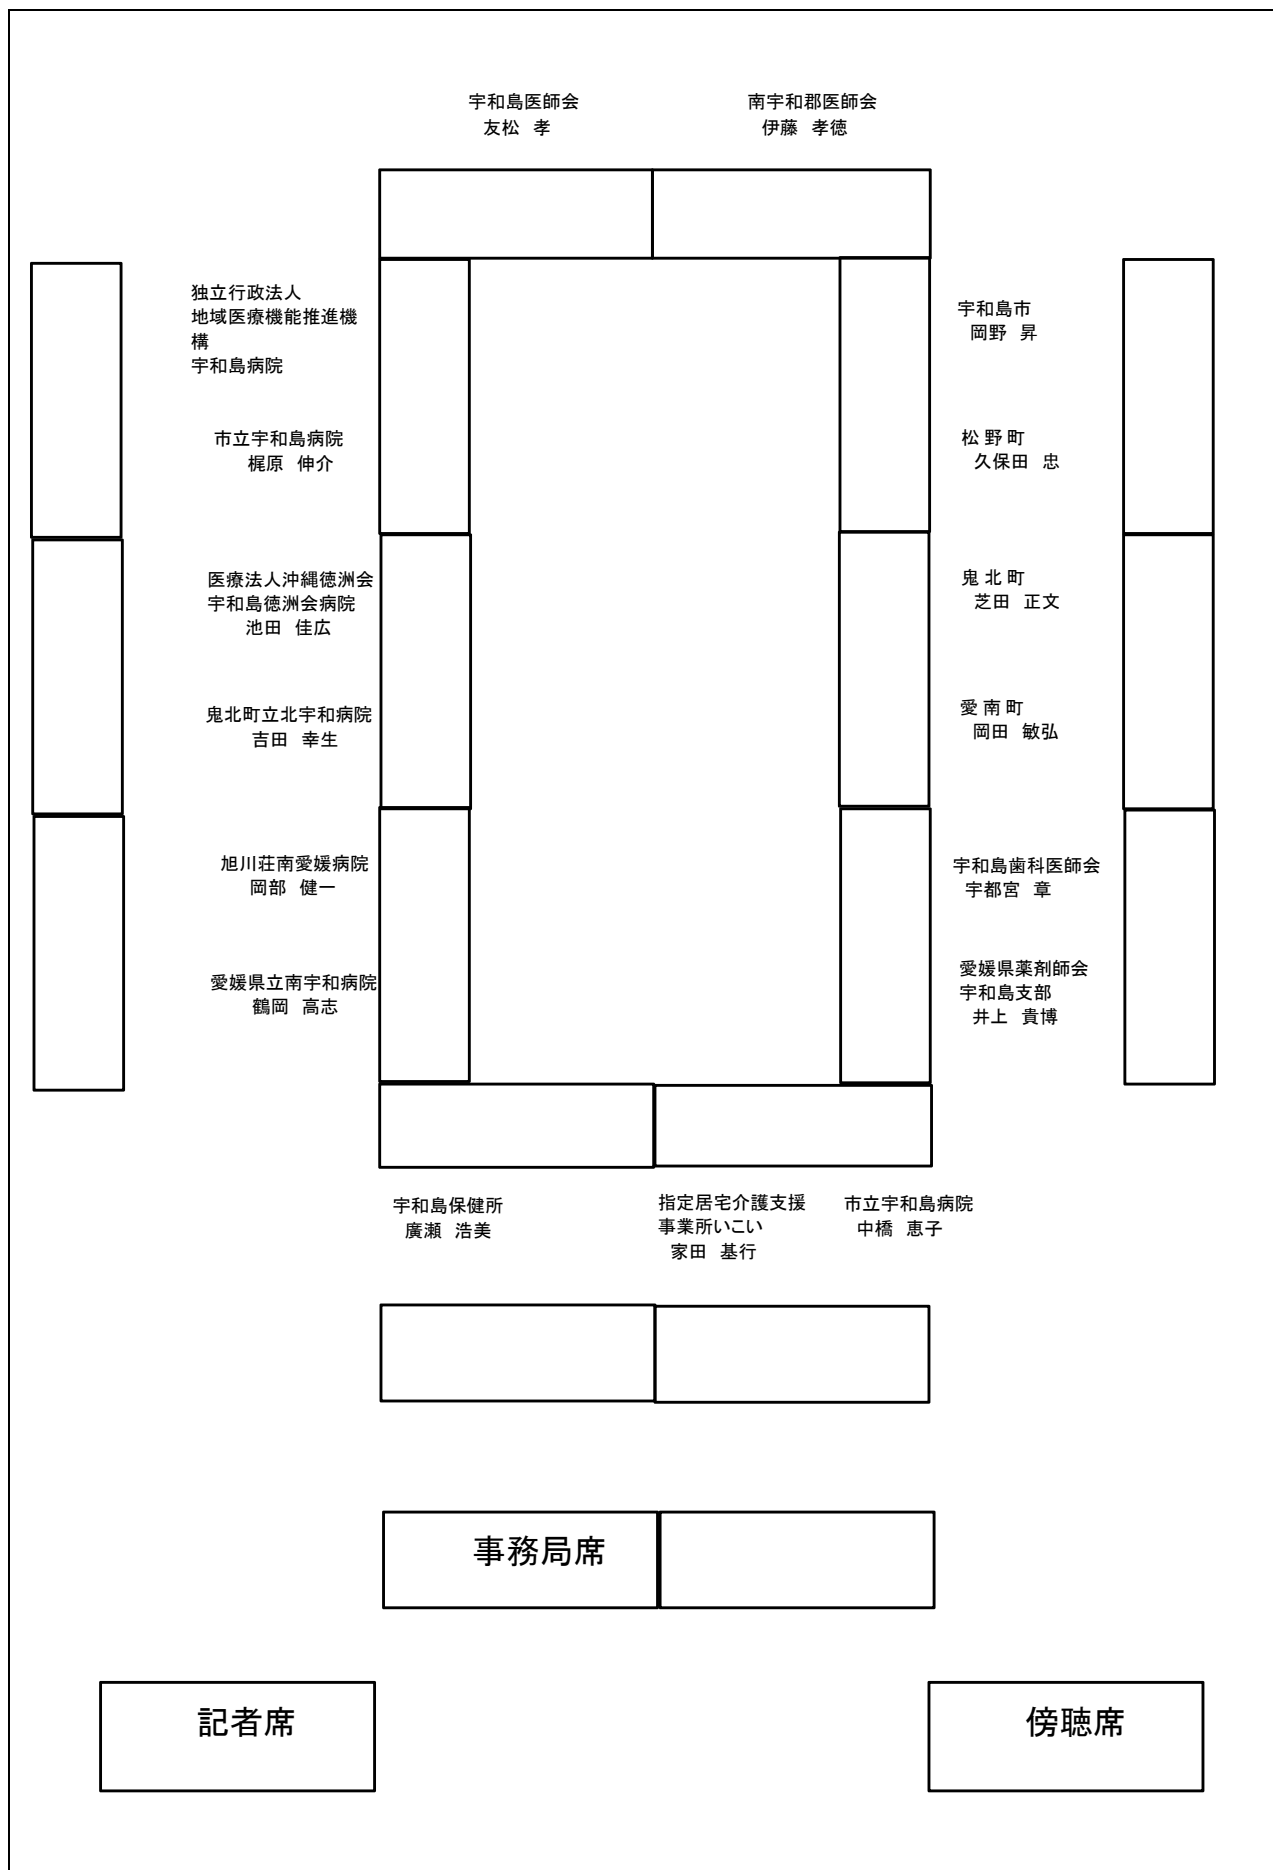 宇和島医師会
友松　孝
南宇和郡医師会
伊藤　孝徳
独立行政法人
地域医療機能推進機
構
宇和島病院
市立宇和島病院
梶原　伸介
医療法人沖縄徳洲会
宇和島徳洲会病院
池田　佳広
鬼北町立北宇和病院
吉田　幸生
旭川荘南愛媛病院
岡部　健一
愛媛県立南宇和病院
鶴岡　高志
宇和島市
岡野　昇
松 野 町
久保田　忠
鬼 北 町
芝田　正文
愛 南 町
岡田　敏弘
宇和島歯科医師会
宇都宮　章
愛媛県薬剤師会
宇和島支部
井上　貴博
宇和島保健所
廣瀬　浩美
指定居宅介護支援
事業所いこい
家田　基行
市立宇和島病院
中橋　恵子
事務局席
記者席
傍聴席